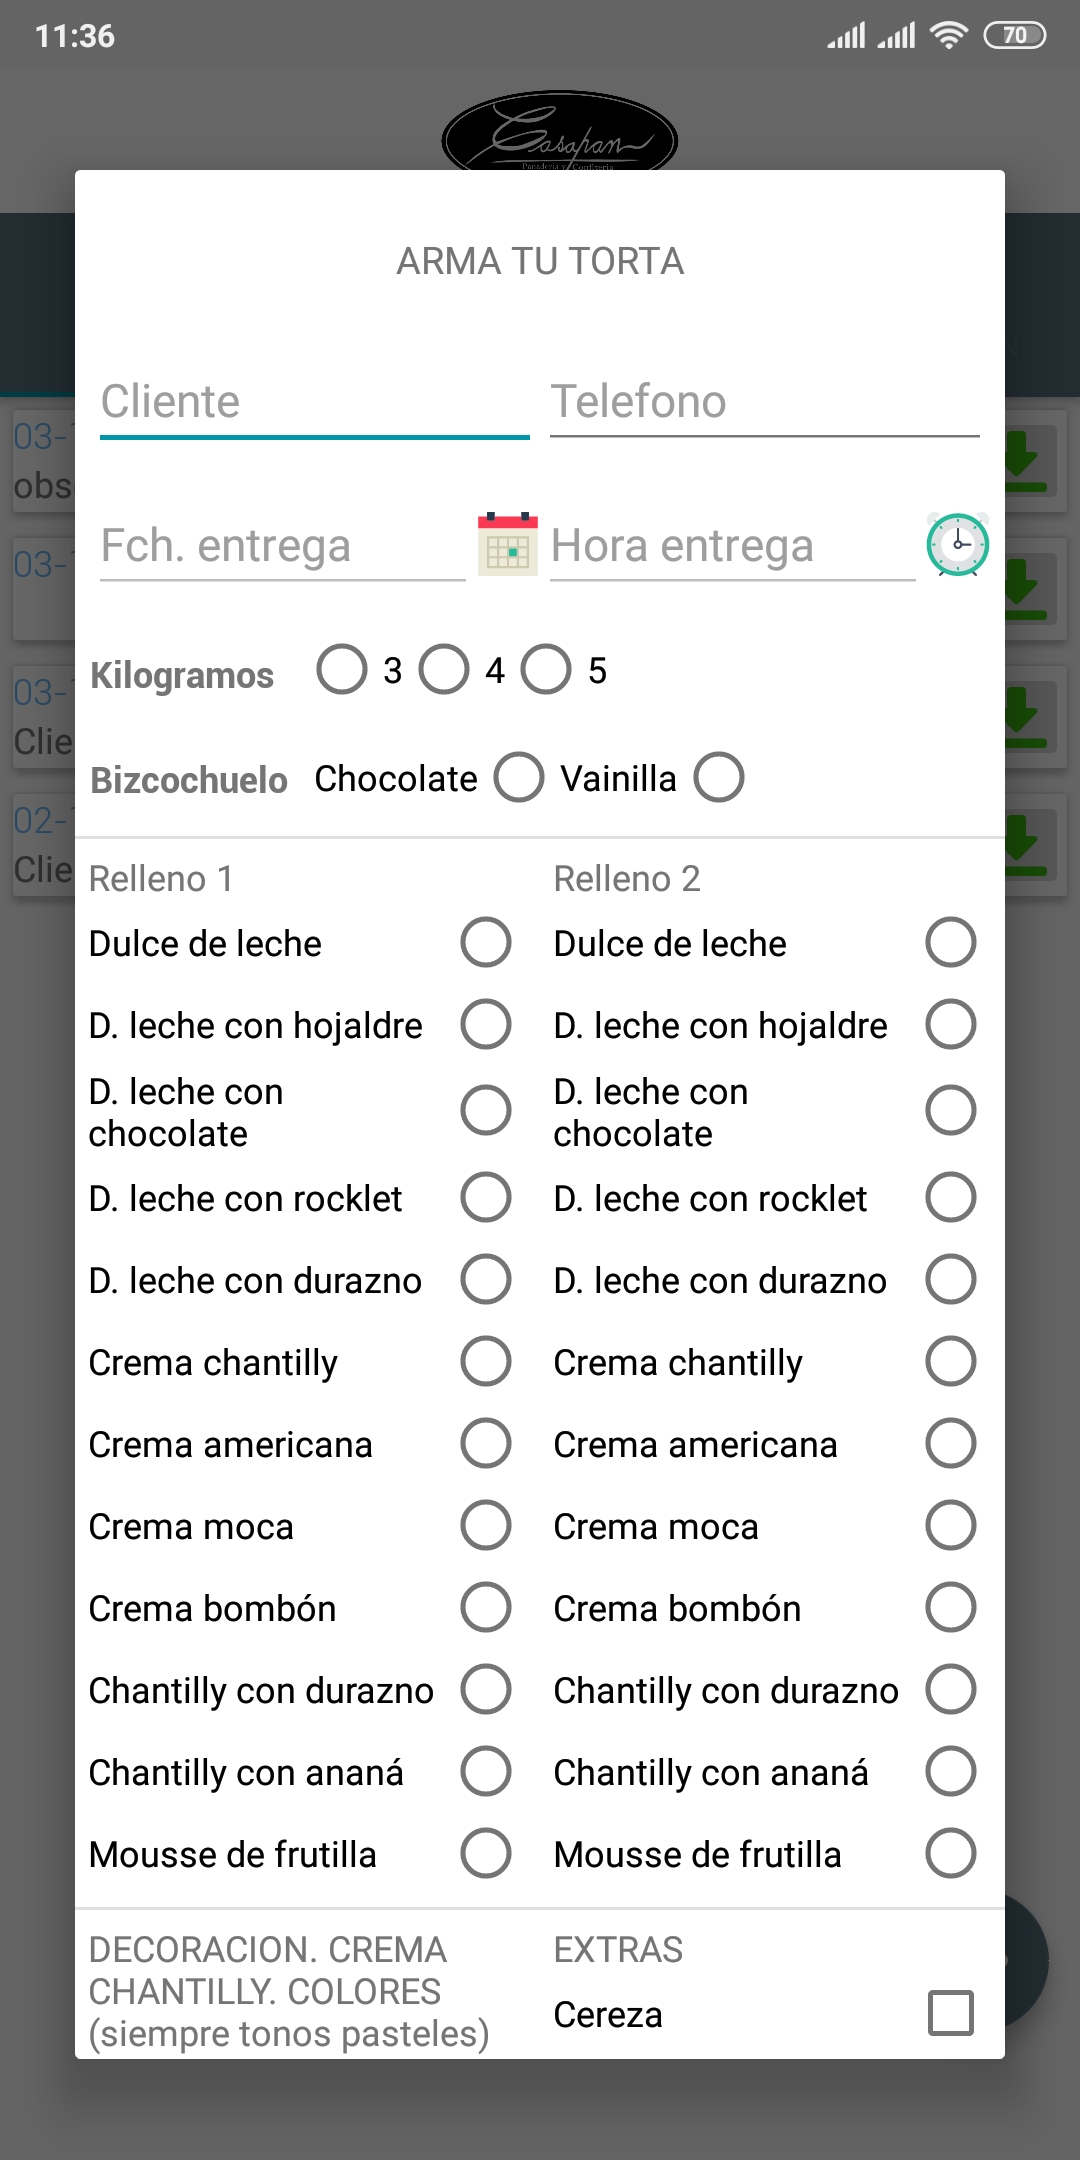 11:36
70
Casapan
Panadería y Confitería
ARMA TU TORTA
Cliente
Telefono
Fch. entrega
Hora entrega
Kilogramos 3 4 5
Bizcochuelo Chocolate Vainilla
Relleno 1
Relleno 2
Dulce de leche
Dulce de leche
D. leche con hojaldre
D. leche con hojaldre
D. leche con
chocolate
D. leche con
chocolate
D. leche con rocklet
D. leche con rocklet
D. leche con durazno
D. leche con durazno
Crema chantilly
Crema chantilly
Crema americana
Crema americana
Crema moca
Crema moca
Crema bombón
Crema bombón
Chantilly con durazno
Chantilly con durazno
Chantilly con ananá
Chantilly con ananá
Mousse de frutilla
Mousse de frutilla
DECORACION. CREMA
CHANTILLY. COLORES
(siempre tonos pasteles)
EXTRAS
Cereza
03-
obs
03-
03-
Clie
02-
Clie